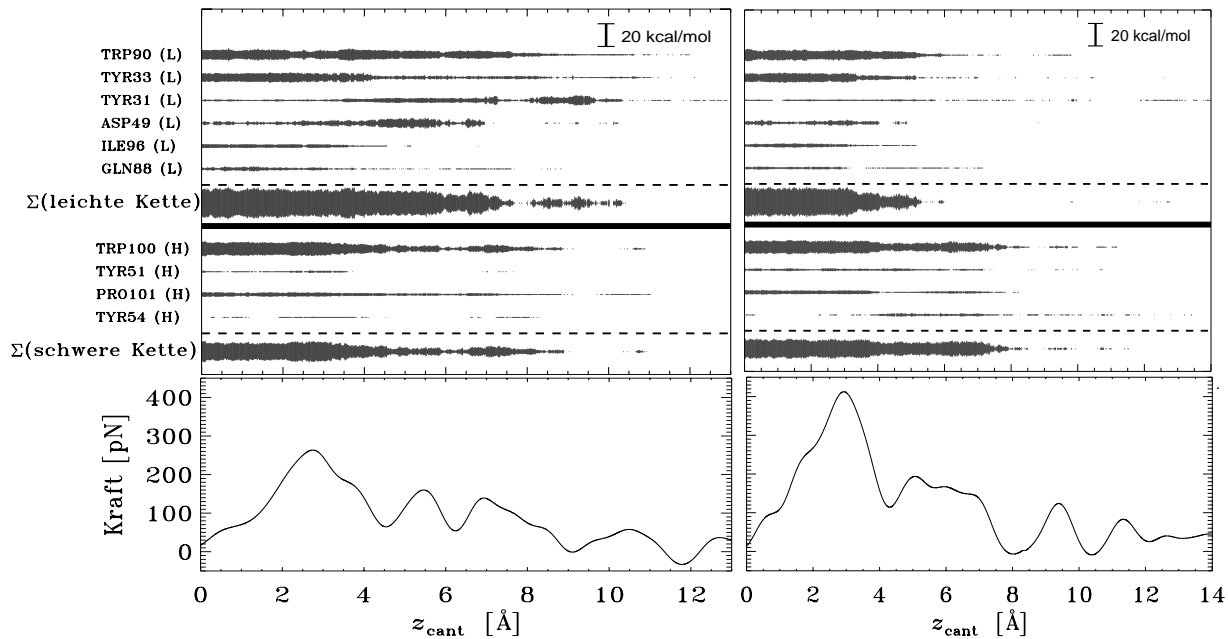 20 kcal/mol
20 kcal/mol
TRP90 (L)
TYR33 (L)
TYR31 (L)
ASP49 (L)
ILE96 (L)
GLN88 (L)
Σ(leichte Kette)
TRP100 (H)
TYR51 (H)
PRO101 (H)
TYR54 (H)
Σ(schwere Kette)
Kraft [pN]
400
300
200
100
0
0 2 4 6 8 10 12
0 2 4 6 8 10 12 14
z_cant [Å]
z_cant [Å]